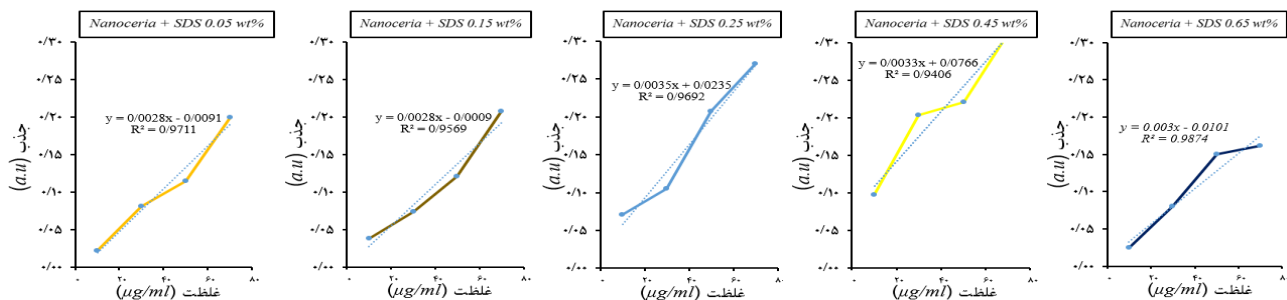 Nanoceria + SDS 0.05 wt%
۰/۳۰
۰/۲۵
۰/۲۰
۰/۱۵
۰/۱۰
۰/۰۵
۰/۰۰
جذب (a.u)
y = 0/0028x - 0/0091
R² = 0/9711
۰ ۲۰ ۴۰ ۶۰ ۸۰
غلظت (µg/ml)
Nanoceria + SDS 0.15 wt%
۰/۳۰
۰/۲۵
۰/۲۰
۰/۱۵
۰/۱۰
۰/۰۵
۰/۰۰
جذب (a.u)
y = 0/0028x - 0/0009
R² = 0/9569
۰ ۲۰ ۴۰ ۶۰ ۸۰
غلظت (µg/ml)
Nanoceria + SDS 0.25 wt%
۰/۳۰
۰/۲۵
۰/۲۰
۰/۱۵
۰/۱۰
۰/۰۵
۰/۰۰
جذب (a.u)
y = 0/0035x + 0/0235
R² = 0/9692
۰ ۲۰ ۴۰ ۶۰ ۸۰
غلظت (µg/ml)
Nanoceria + SDS 0.45 wt%
۰/۳۰
۰/۲۵
۰/۲۰
۰/۱۵
۰/۱۰
۰/۰۵
۰/۰۰
جذب (a.u)
y = 0/0033x + 0/0766
R² = 0/9406
۰ ۲۰ ۴۰ ۶۰ ۸۰
غلظت (µg/ml)
Nanoceria + SDS 0.65 wt%
۰/۳۰
۰/۲۵
۰/۲۰
۰/۱۵
۰/۱۰
۰/۰۵
۰/۰۰
جذب (a.u)
y = 0.003x - 0.0101
R² = 0.9874
۰ ۲۰ ۴۰ ۶۰ ۸۰
غلظت (µg/ml)